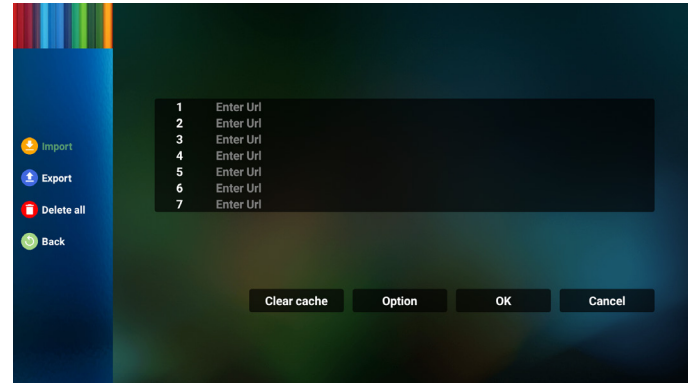 Import
Export
Delete all
Back
1 Enter Url
2 Enter Url
3 Enter Url
4 Enter Url
5 Enter Url
6 Enter Url
7 Enter Url
Clear cache Option OK Cancel